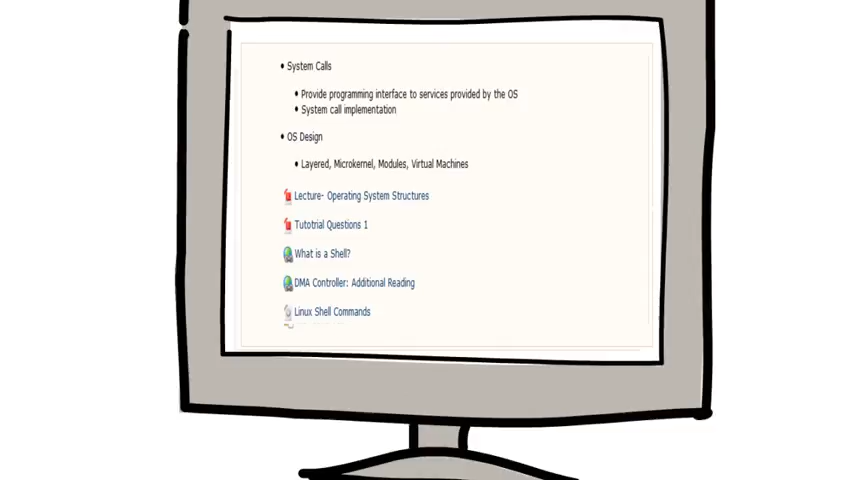 System Calls
Provide programming interface to services provided by the OS
System call implementation
OS Design
Layered, Microkernel, Modules, Virtual Machines
Lecture- Operating System Structures
Tutotrial Questions 1
What is a Shell?
DMA Controller: Additional Reading
Linux Shell Commands